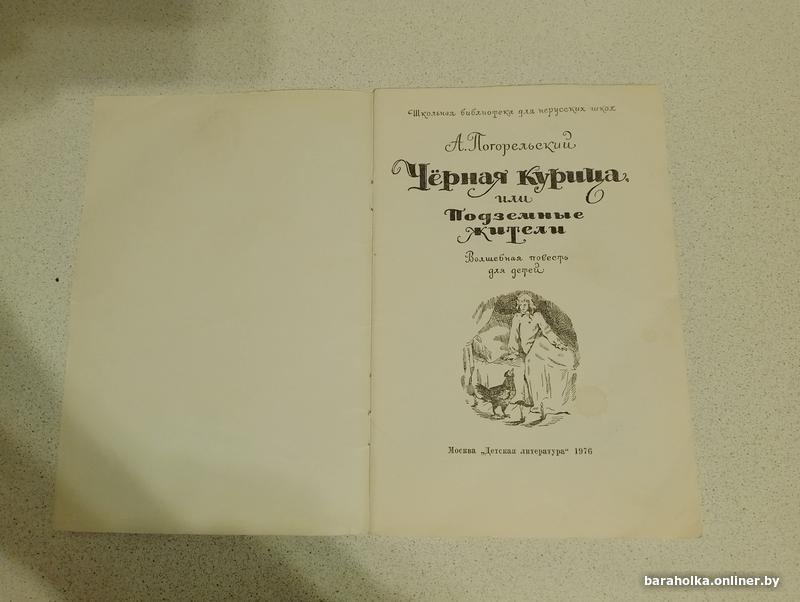 Школьная библиотека для нерусских школ
А. Погорельский
Чёрная курица,
или
Подземные
жители
Волшебная повесть
для детей
Москва „Детская литература“ 1976
baraholka.onliner.by